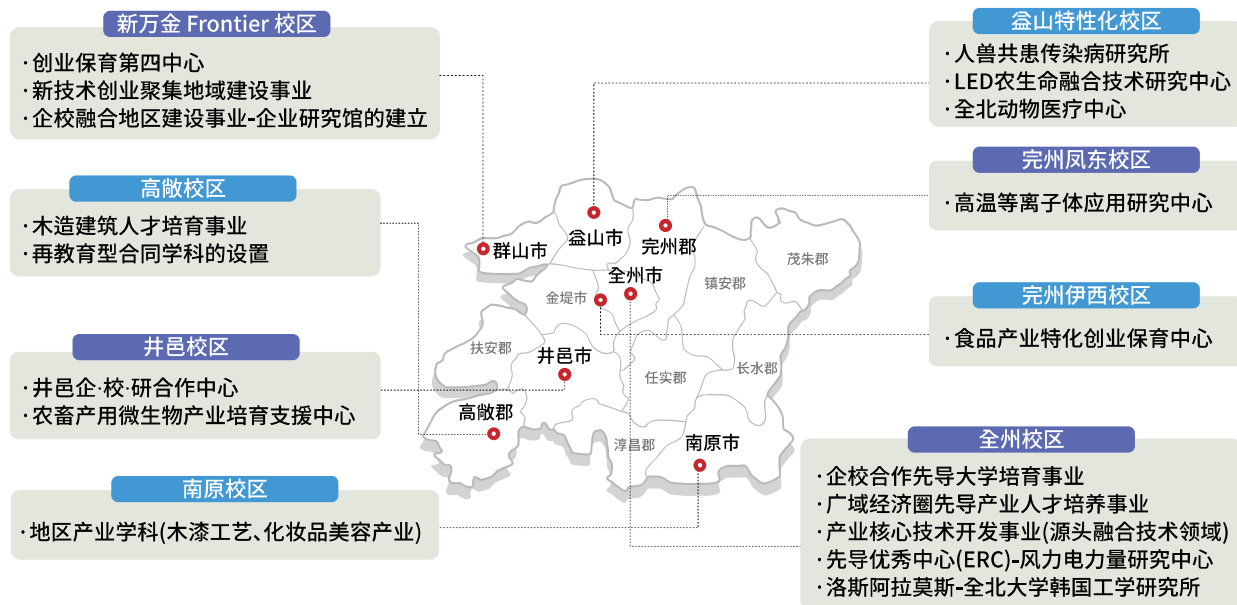 新万金 Frontier 校区
·创业保育第四中心
·新技术创业聚集地域建设事业
·企校融合地区建设事业-企业研究馆的建立
高敞校区
·木造建筑人才培育事业
·再教育型合同学科的设置
井邑校区
·井邑企·校·研合作中心
·农畜产用微生物产业培育支援中心
南原校区
·地区产业学科(木漆工艺、化妆品美容产业)
群山市
益山市
完州郡
全州市
金堤市
镇安郡
茂朱郡
扶安郡
井邑市
任实郡
长水郡
高敞郡
淳昌郡
南原市
益山特性化校区
·人兽共患传染病研究所
·LED农生命融合技术研究中心
·全北动物医疗中心
完州凤东校区
·高温等离子体应用研究中心
完州伊西校区
·食品产业特化创业保育中心
全州校区
·企校合作先导大学培育事业
·广域经济圈先导产业人才培养事业
·产业核心技术开发事业(源头融合技术领域)
·先导优秀中心(ERC)-风力电力量研究中心
·洛斯阿拉莫斯-全北大学韩国工学研究所